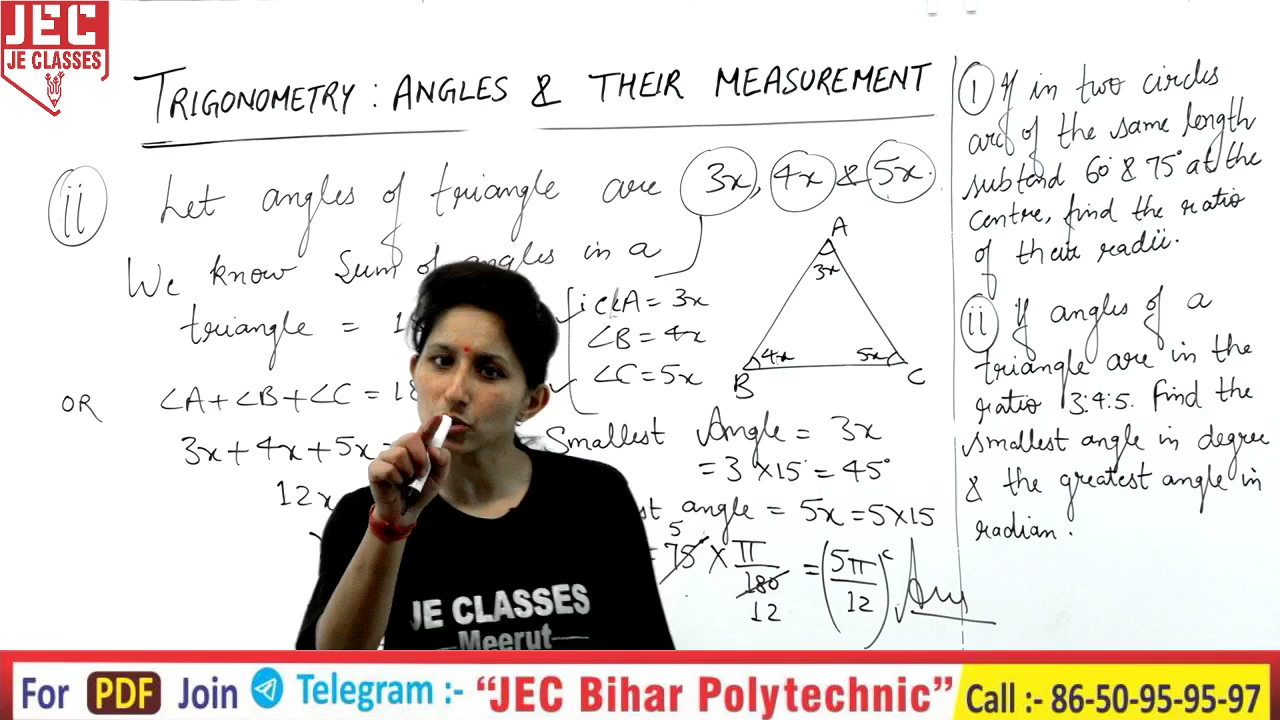 JEC
JE CLASSES
TRIGONOMETRY : ANGLES & THEIR MEASUREMENT
ii Let angles of triangle are 3x, 4x & 5x.
We know Sum of angles in a
triangle = 1
i.e ∠A = 3x
∠B = 4x
∠C = 5x
OR ∠A + ∠B + ∠C = 18
3x + 4x + 5x =
12x
A
3x
4x
5x
B
C
Smallest Angle = 3x
= 3 × 15 = 45°
st angle = 5x = 5×15
= 75 × π/180 = (5π/12)ᶜ Ans
5
12
① If in two circles
arc of the same length
subtend 60° & 75° at the
centre, find the ratio
of their radii.
ii If angles of a
triangle are in the
ratio 3:4:5. Find the
smallest angle in degree
& the greatest angle in
radian.
JE CLASSES
Meerut
For PDF Join Telegram :- “JEC Bihar Polytechnic” Call :- 86-50-95-95-97